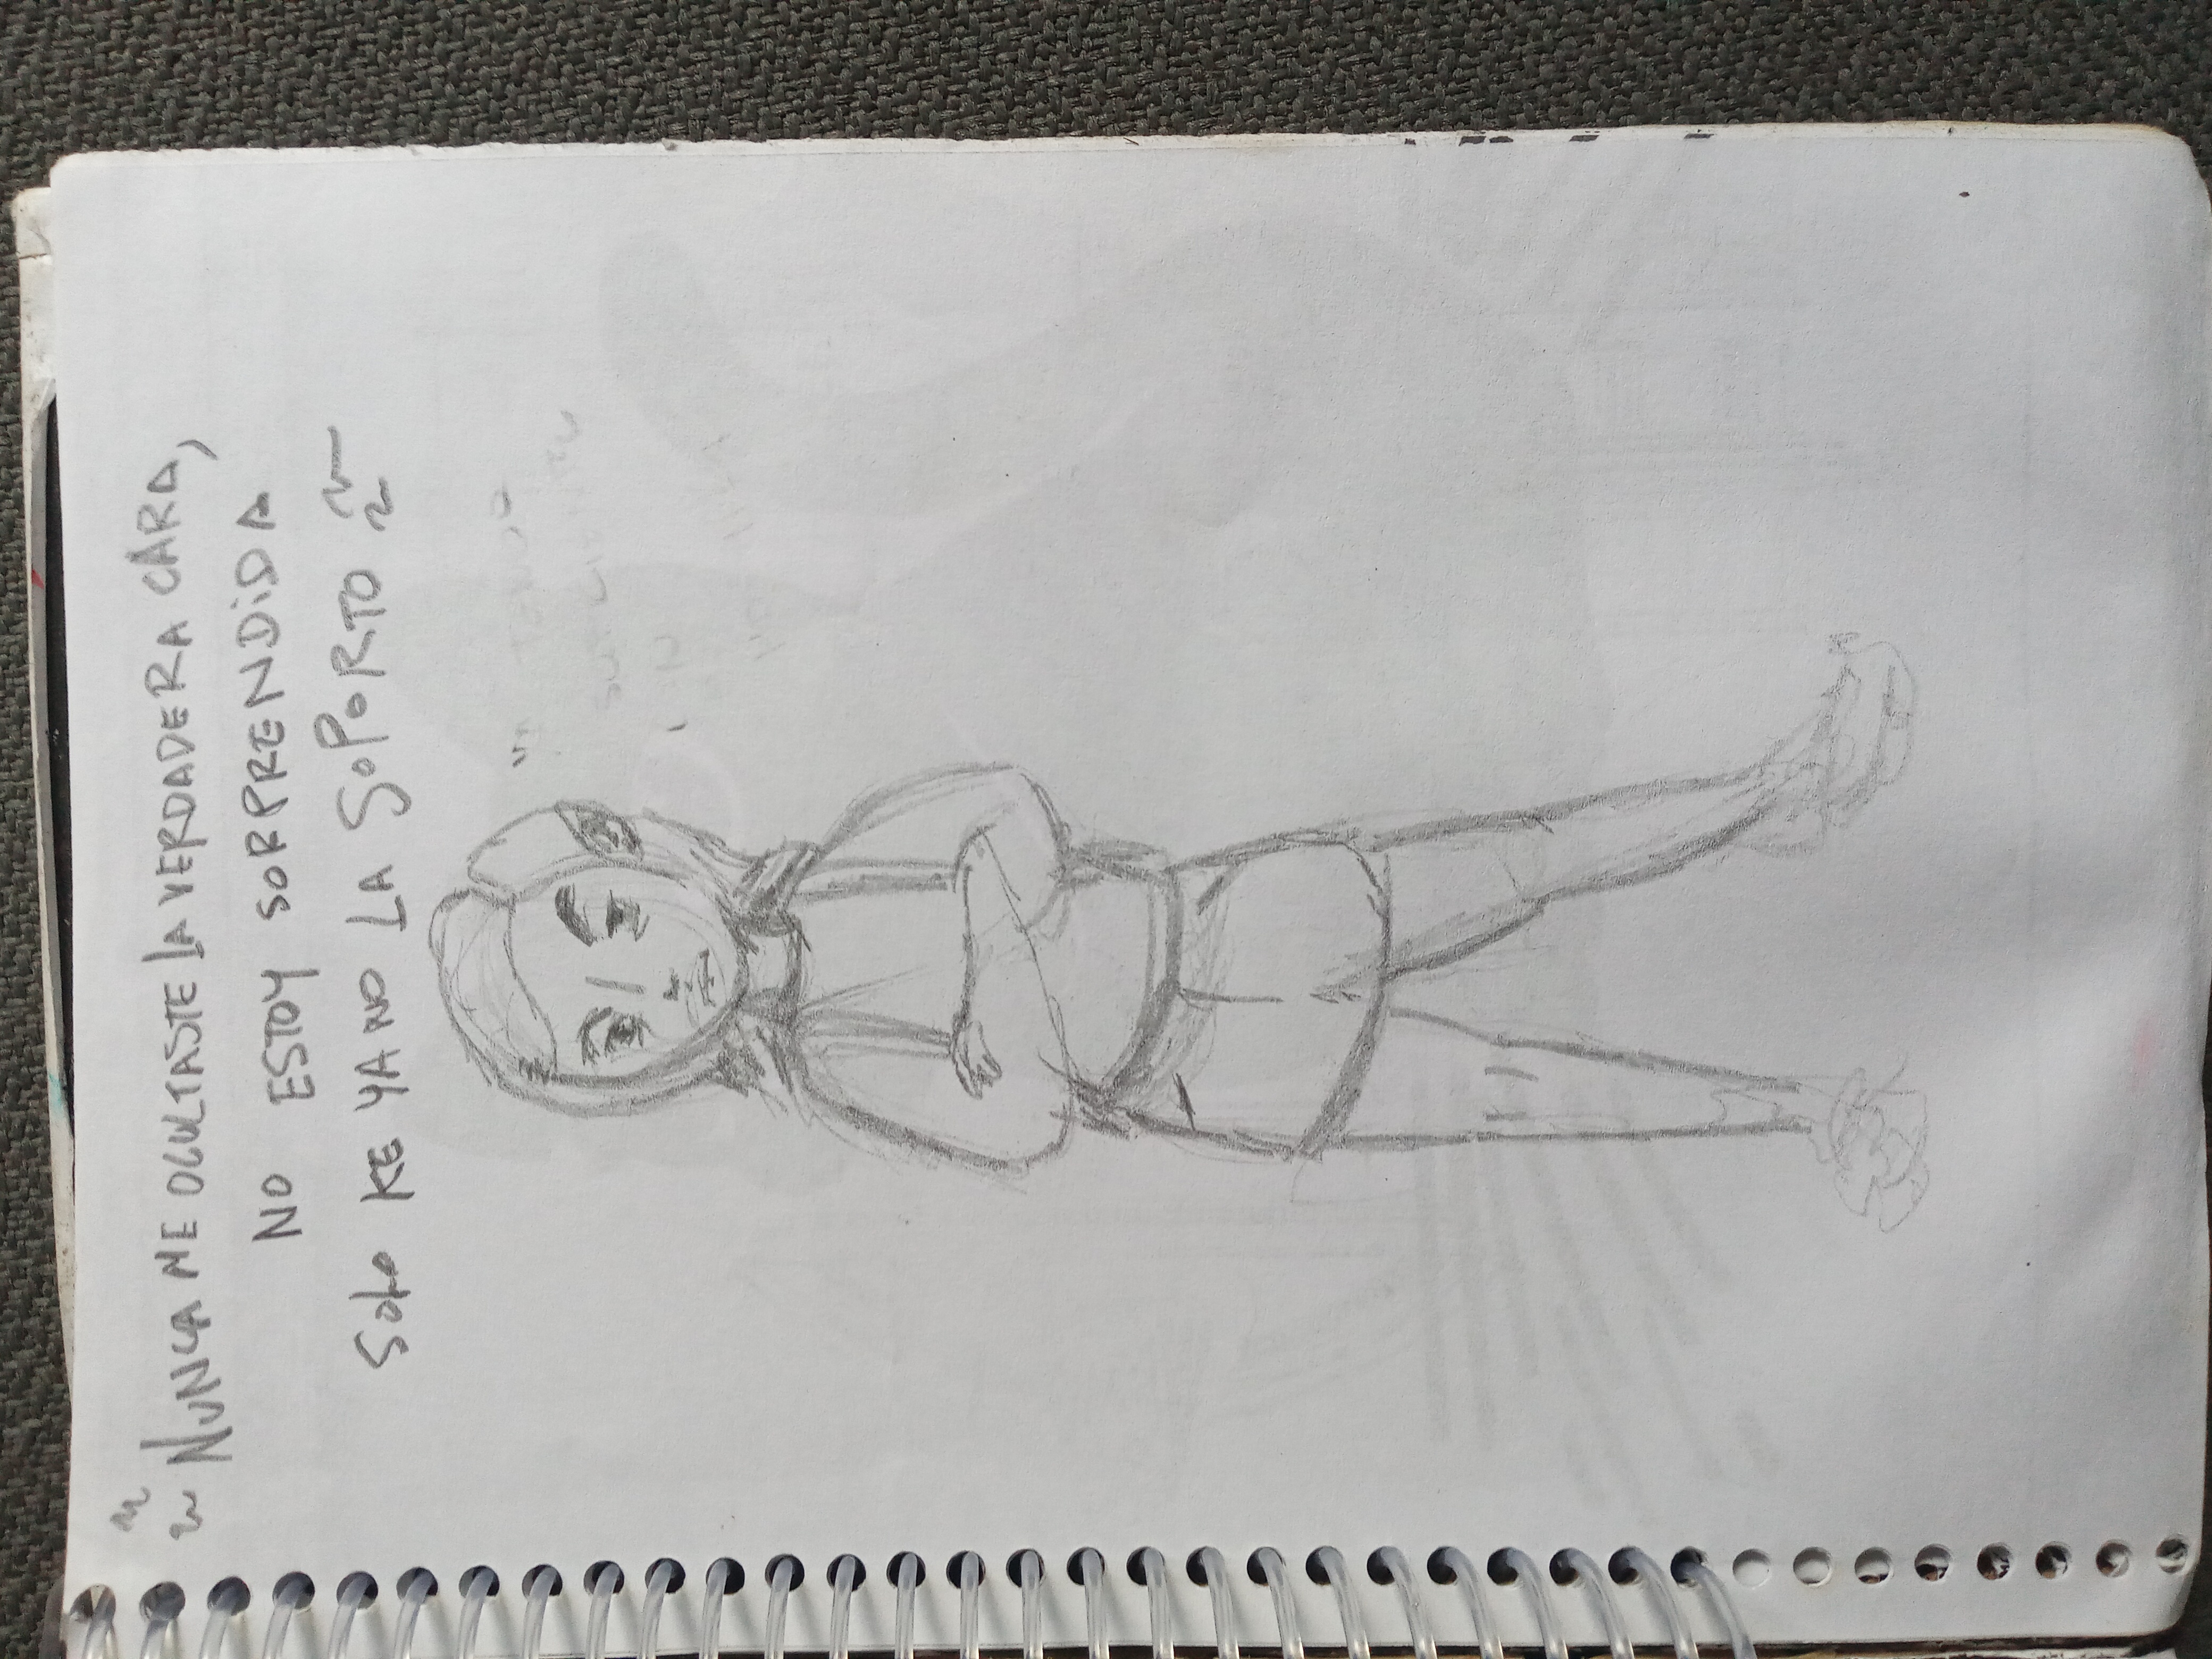 ~ NUNCA ME OCULTASTE LA VERDADERA CARA,
NO ESTOY SORPRENDIDA
SOLO KE YA NO LA SOPORTO ~